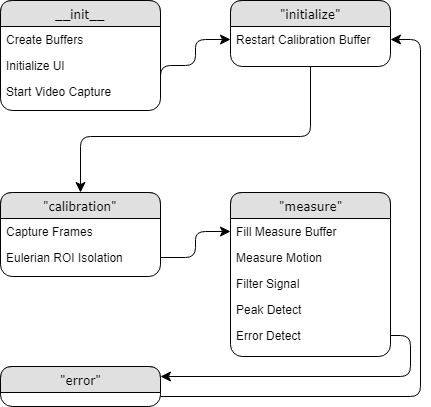 __init__
Create Buffers
Initialize UI
Start Video Capture
"initialize"
Restart Calibration Buffer
"calibration"
Capture Frames
Eulerian ROI Isolation
"measure"
Fill Measure Buffer
Measure Motion
Filter Signal
Peak Detect
Error Detect
"error"